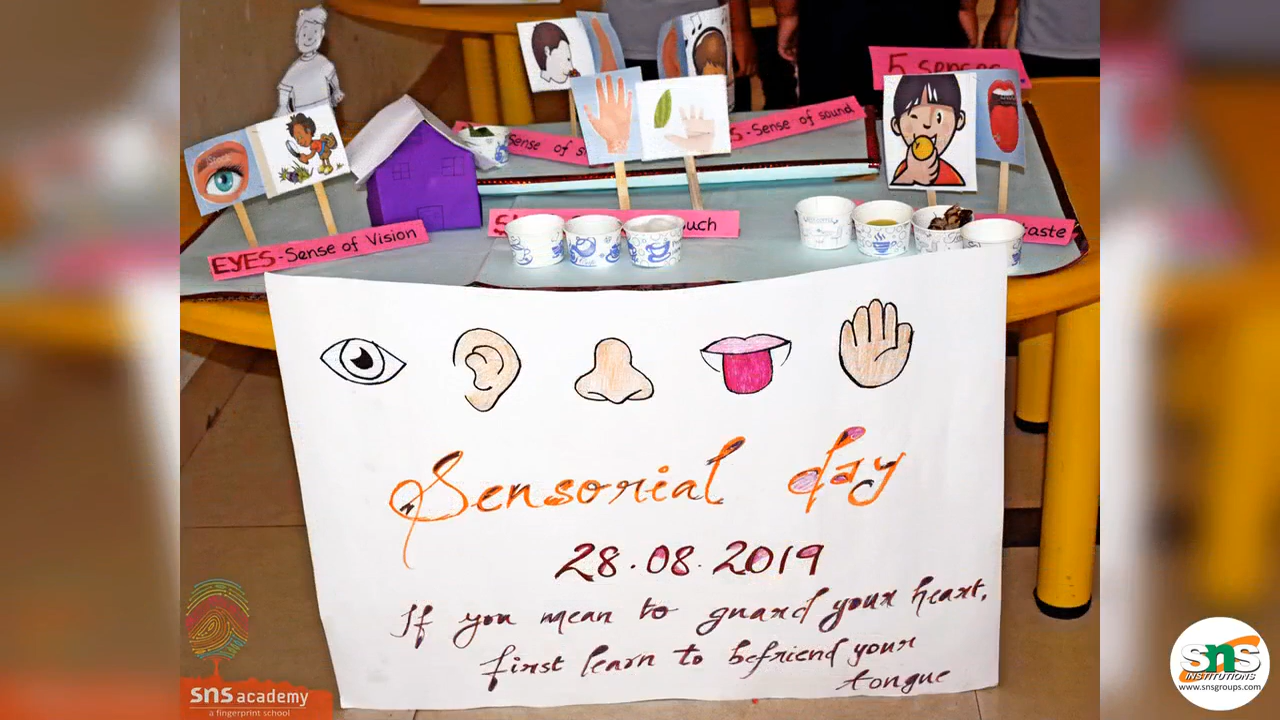 5 senses
S-Sense of sound
Sense of s
EYES-Sense of Vision
ouch
taste
Sensorial day
28.08.2019
If you mean to guard your heart,
first learn to befriend your
tongue
sns academy
a fingerprint school
sns
INSTITUTIONS
www.snsgroups.com